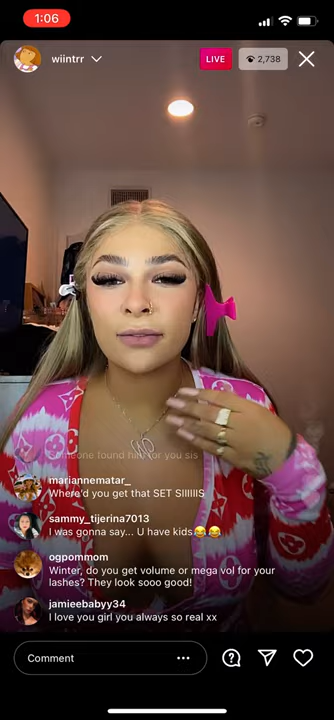 1:06
wiintrr
LIVE
2,738
Someone found him for you sis
mariannematar_
Where'd you get that SET SIIIIIS
sammy_tijerina7013
I was gonna say... U have kids😂😂
ogpommom
Winter, do you get volume or mega vol for your
lashes? They look sooo good!
jamieebabyy34
I love you girl you always so real xx
Comment